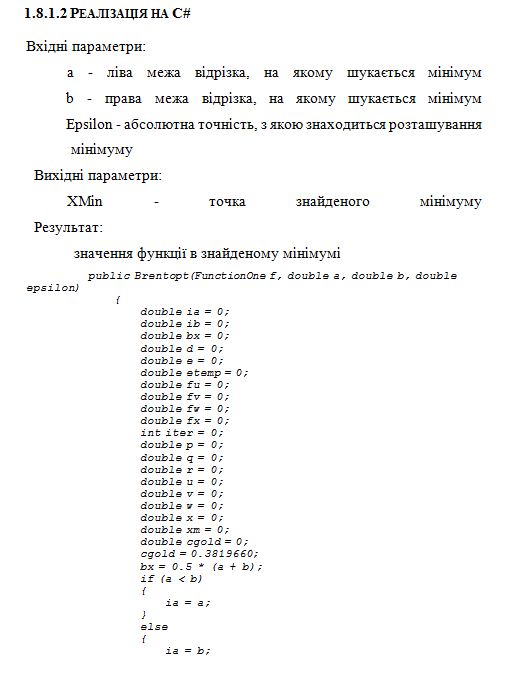 1.8.1.2 РЕАЛІЗАЦІЯ НА C#
Вхідні параметри:
a - ліва межа відрізка, на якому шукається мінімум
b - права межа відрізка, на якому шукається мінімум
Epsilon - абсолютна точність, з якою знаходиться розташування
мінімуму
Вихідні параметри:
XMin - точка знайденого мінімуму
Результат:
значення функції в знайденому мінімумі
public Brentopt(FunctionOne f, double a, double b, double
epsilon)
{
double ia = 0;
double ib = 0;
double bx = 0;
double d = 0;
double e = 0;
double etemp = 0;
double fu = 0;
double fv = 0;
double fw = 0;
double fx = 0;
int iter = 0;
double p = 0;
double q = 0;
double r = 0;
double u = 0;
double v = 0;
double w = 0;
double x = 0;
double xm = 0;
double cgold = 0;
cgold = 0.3819660;
bx = 0.5 * (a + b);
if (a < b)
{
ia = a;
}
else
{
ia = b;